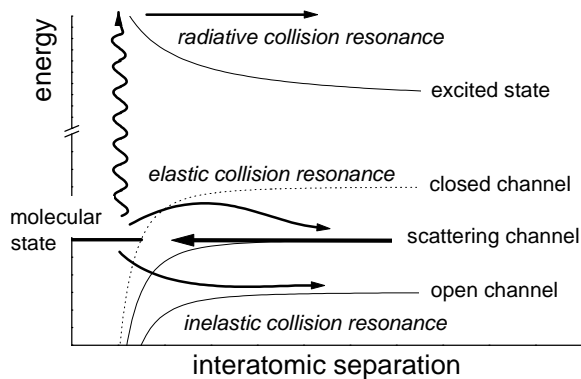 energy
radiative collision resonance
excited state
elastic collision resonance
closed channel
molecular
state
scattering channel
open channel
inelastic collision resonance
interatomic separation